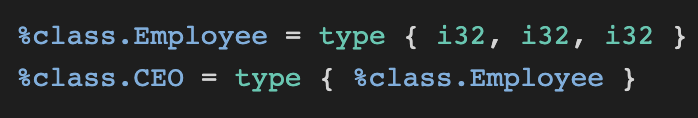 %class.Employee = type { i32, i32, i32 }
%class.CEO = type { %class.Employee }